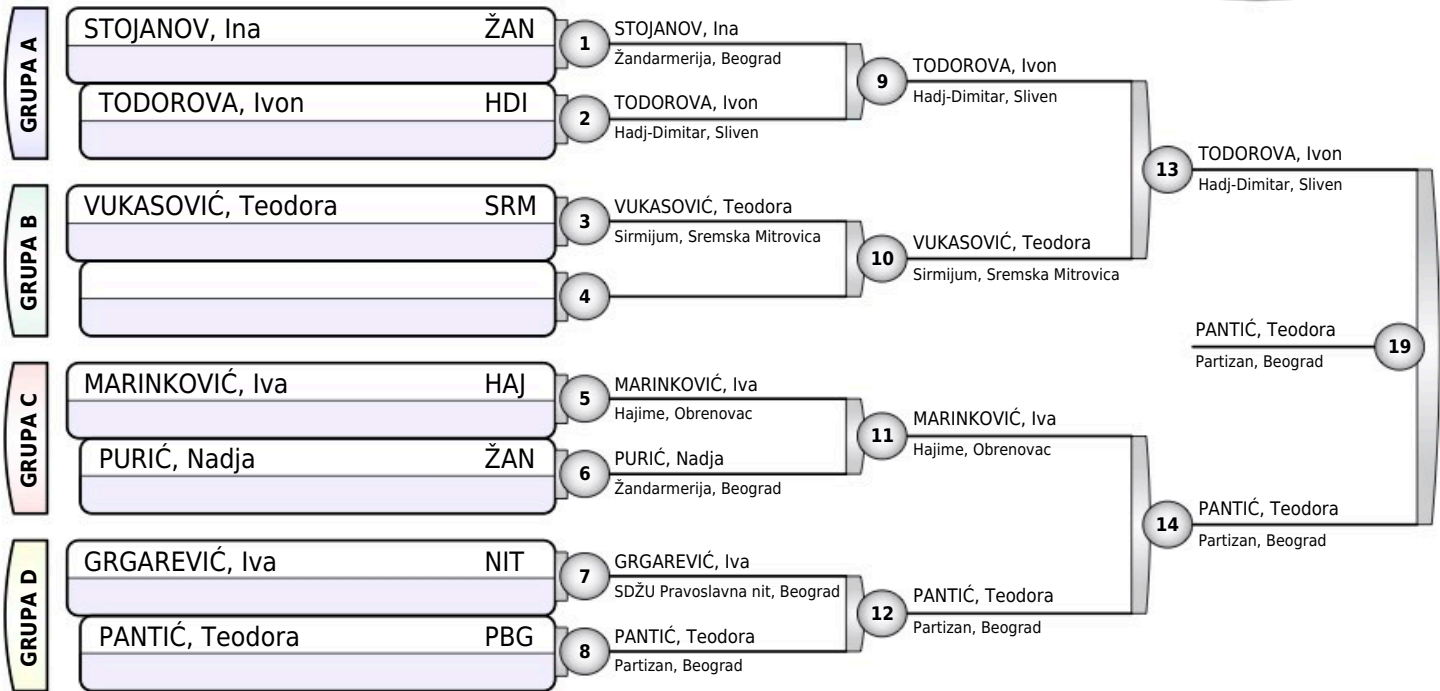 GRUPA A
STOJANOV, Ina ŽAN
TODOROVA, Ivon HDI
1
STOJANOV, Ina
Žandarmerija, Beograd
2
TODOROVA, Ivon
Hadj-Dimitar, Sliven
9
TODOROVA, Ivon
Hadj-Dimitar, Sliven
GRUPA B
VUKASOVIĆ, Teodora SRM
3
VUKASOVIĆ, Teodora
Sirmijum, Sremska Mitrovica
4
10
VUKASOVIĆ, Teodora
Sirmijum, Sremska Mitrovica
13
TODOROVA, Ivon
Hadj-Dimitar, Sliven
GRUPA C
MARINKOVIĆ, Iva HAJ
PURIĆ, Nadja ŽAN
5
MARINKOVIĆ, Iva
Hajime, Obrenovac
6
PURIĆ, Nadja
Žandarmerija, Beograd
11
MARINKOVIĆ, Iva
Hajime, Obrenovac
GRUPA D
GRGAREVIĆ, Iva NIT
PANTIĆ, Teodora PBG
7
GRGAREVIĆ, Iva
SDŽU Pravoslavna nit, Beograd
8
PANTIĆ, Teodora
Partizan, Beograd
12
PANTIĆ, Teodora
Partizan, Beograd
14
PANTIĆ, Teodora
Partizan, Beograd
PANTIĆ, Teodora
Partizan, Beograd
19